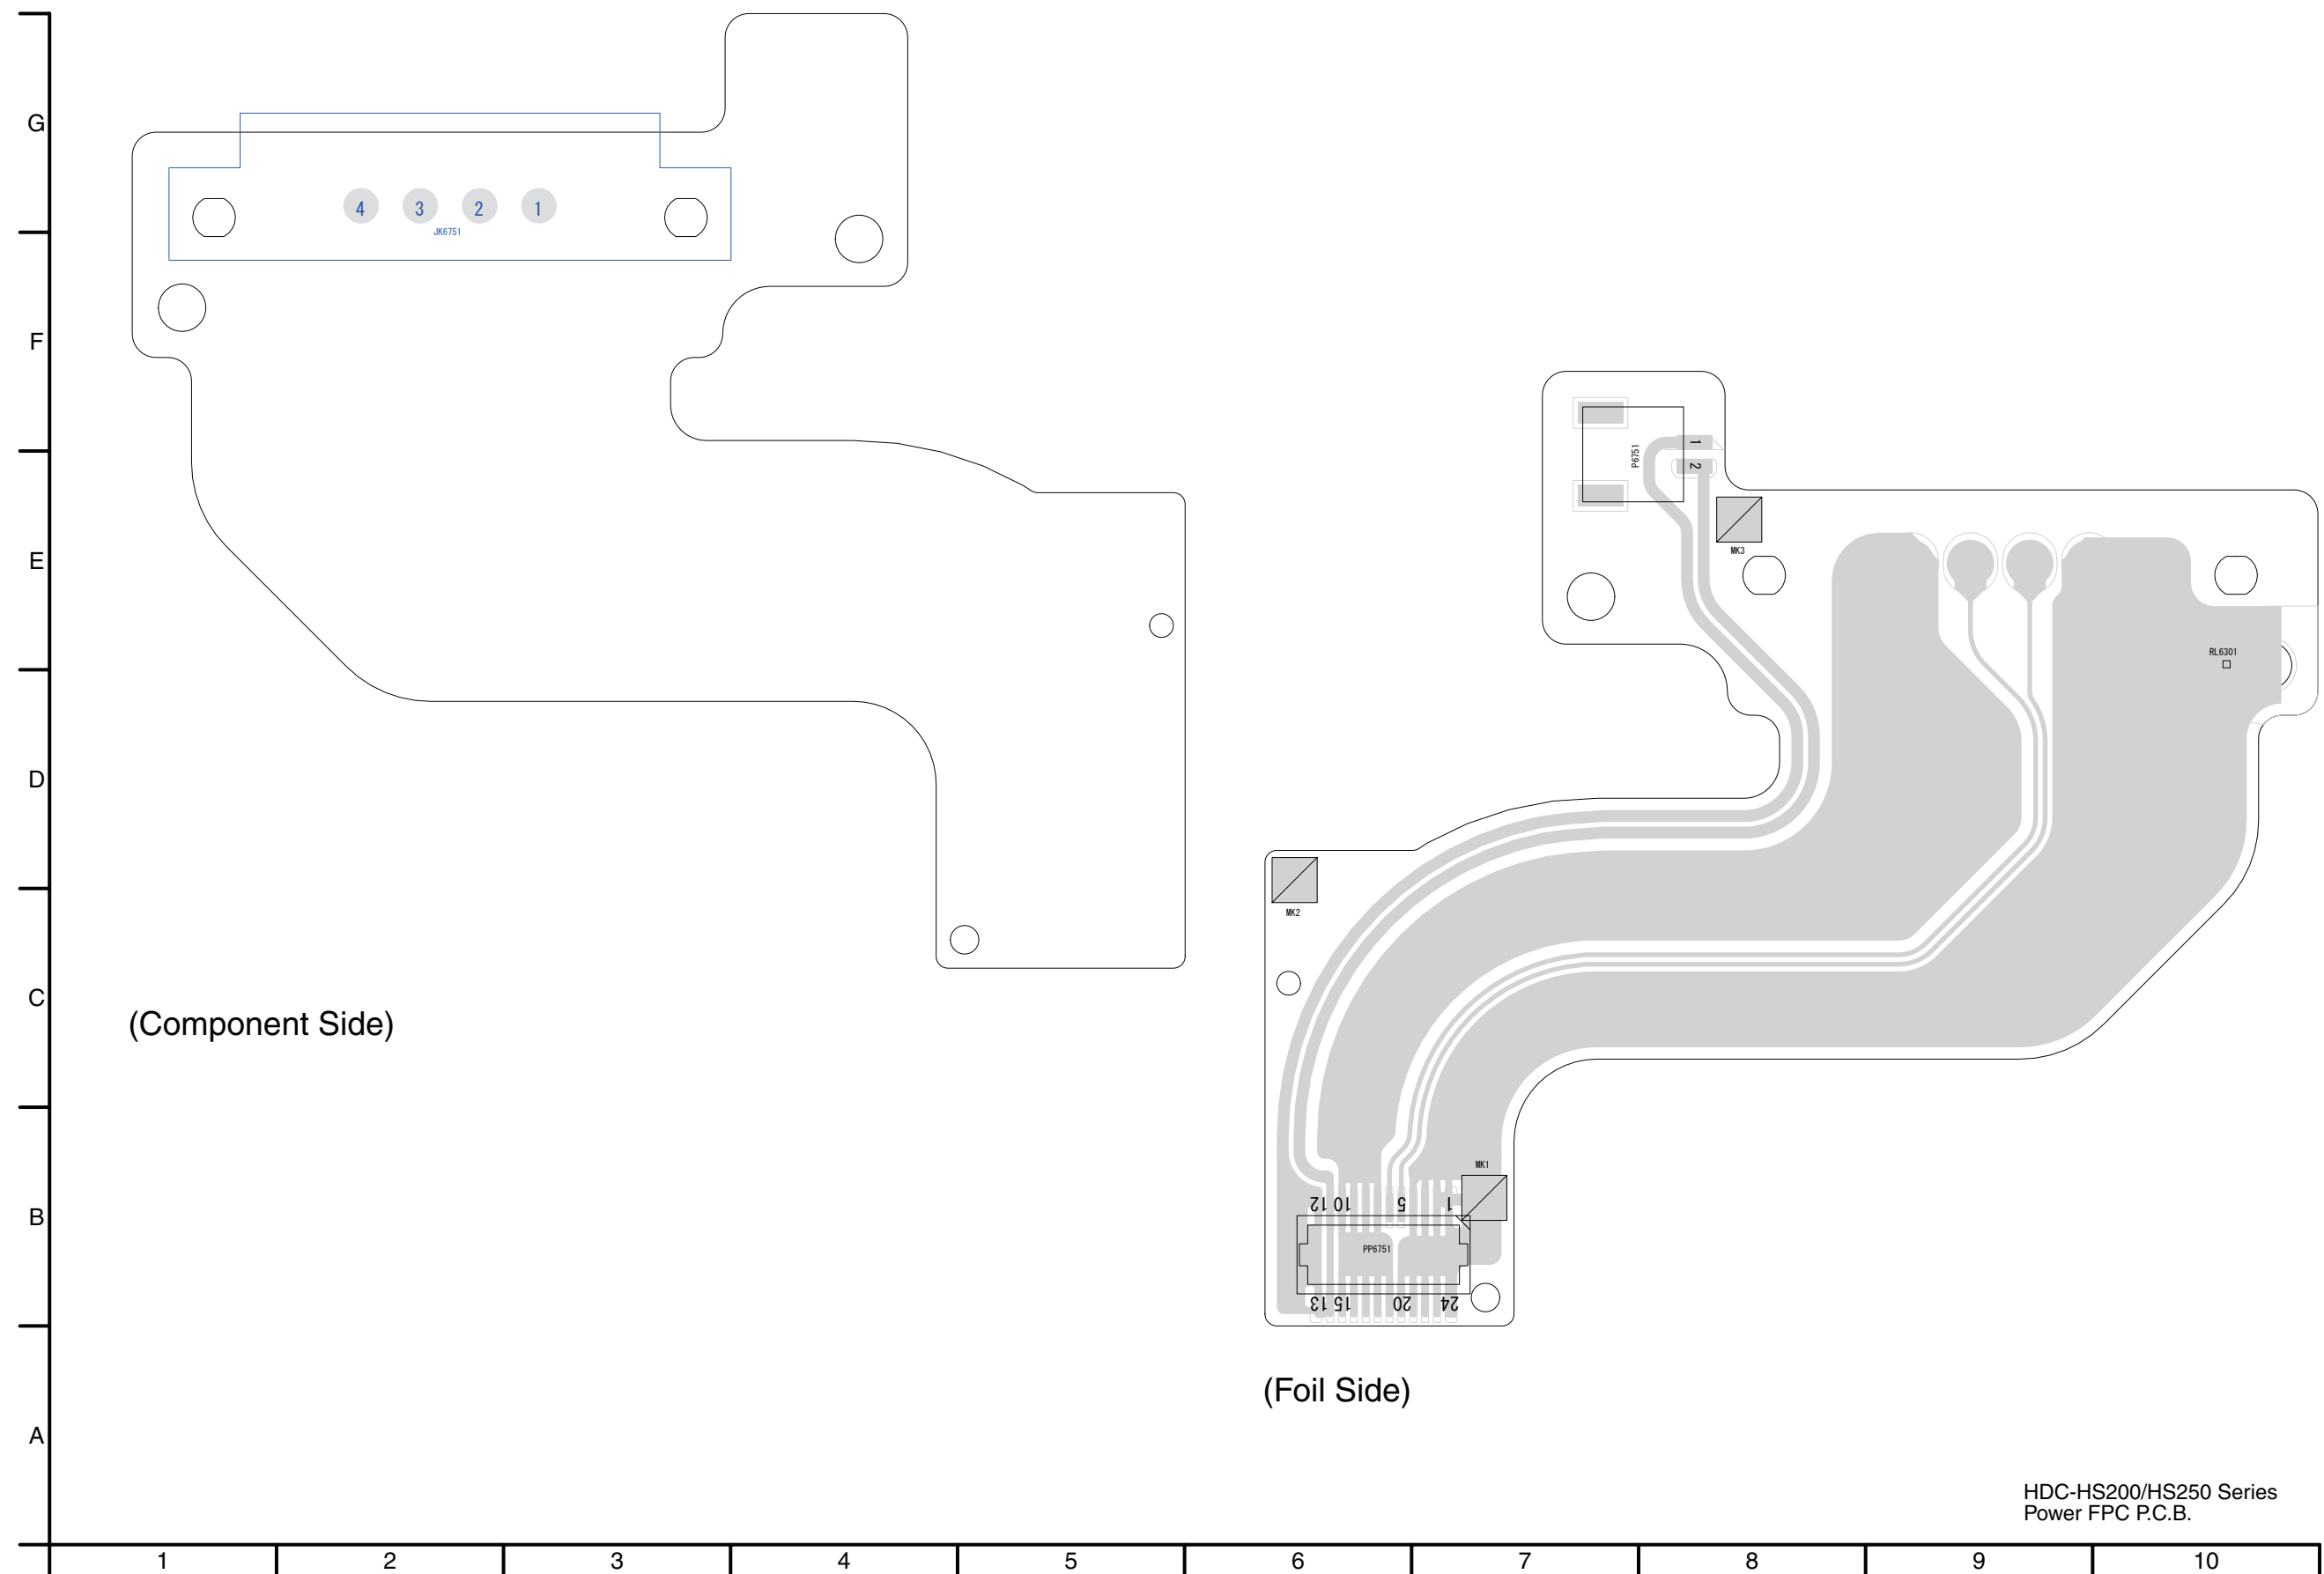 G
4 3 2 1
JK6751
F
1
P6751
2
MK3
E
RL6301
D
MK2
C
(Component Side)
MK1
12 10 5 1
B
PP6751
13 15 20 24
(Foil Side)
A
HDC-HS200/HS250 Series
Power FPC P.C.B.
1 2 3 4 5 6 7 8 9 10